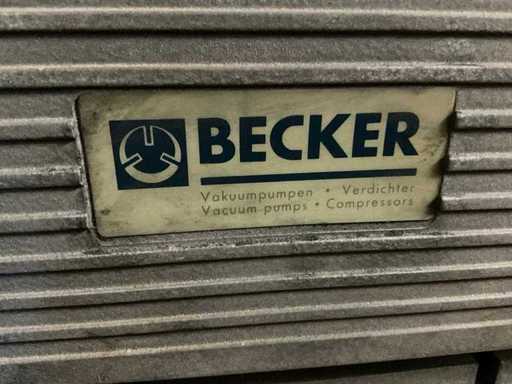 BECKER
Vakuumpumpen • Verdichter
Vacuum pumps • Compressors